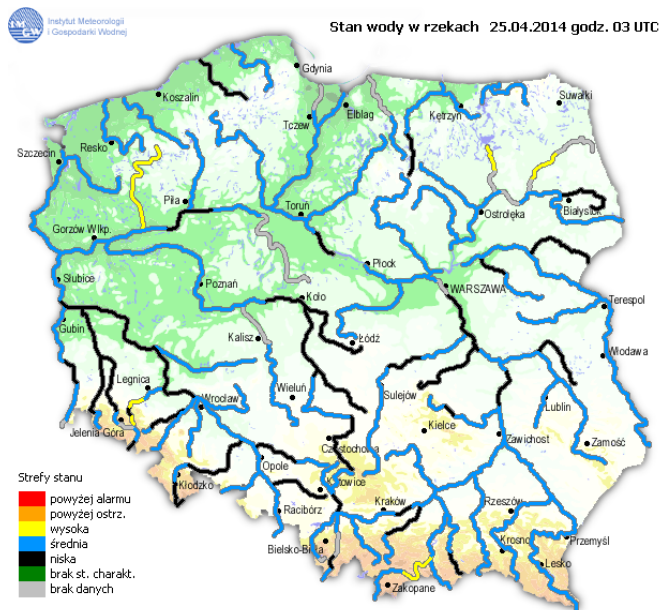 Instytut Meteorologii
i Gospodarki Wodnej
IMGW
Stan wody w rzekach 25.04.2014 godz. 03 UTC
Gdynia
Koszalin
Suwałki
Elbląg
Kętrzyn
Tczew
Resko
Szczecin
Piła
Toruń
Ostrołęka
Białystok
Gorzów Wlkp.
Płock
Słubice
Poznań
WARSZAWA
Koło
Terespol
Gubin
Kalisz
Łódź
Włodawa
Legnica
Wieluń
Sulejów
Wrocław
Lublin
Jelenia Góra
Kielce
Zawichost
Zamość
Częstochowa
Opole
Strefy stanu
Kłodzko
Katowice
powyżej alarmu
Racibórz
Kraków
Rzeszów
powyżej ostrz.
wysoka
średnia
Bielsko-Biała
Krosno
Przemyśl
niska
Lesko
brak st. charakt.
Zakopane
brak danych